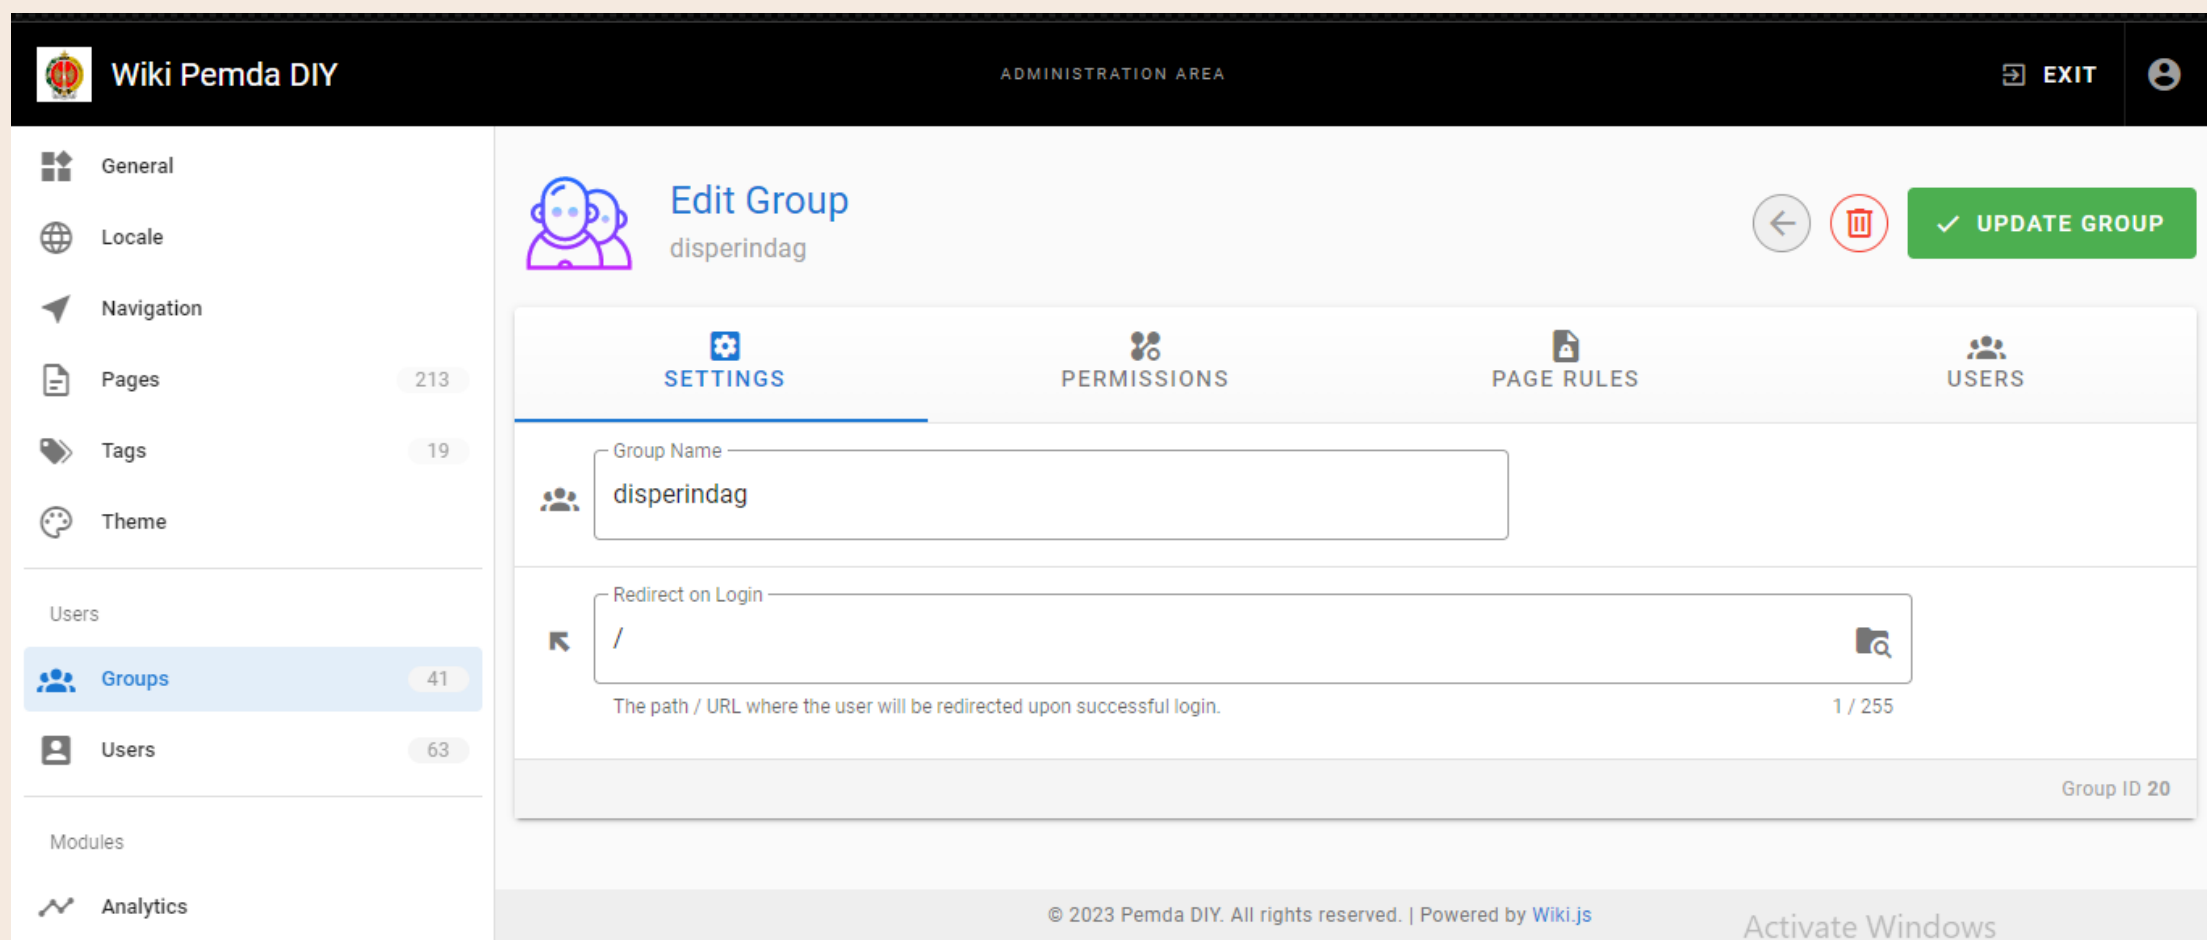 Wiki Pemda DIY
ADMINISTRATION AREA
EXIT
General
Locale
Navigation
Pages 213
Tags 19
Theme
Users
Groups 41
Users 63
Modules
Analytics
Edit Group
disperindag
UPDATE GROUP
SETTINGS
PERMISSIONS
PAGE RULES
USERS
Group Name
disperindag
Redirect on Login
/
The path / URL where the user will be redirected upon successful login.
1 / 255
Group ID 20
© 2023 Pemda DIY. All rights reserved. | Powered by Wiki.js
Activate Windows